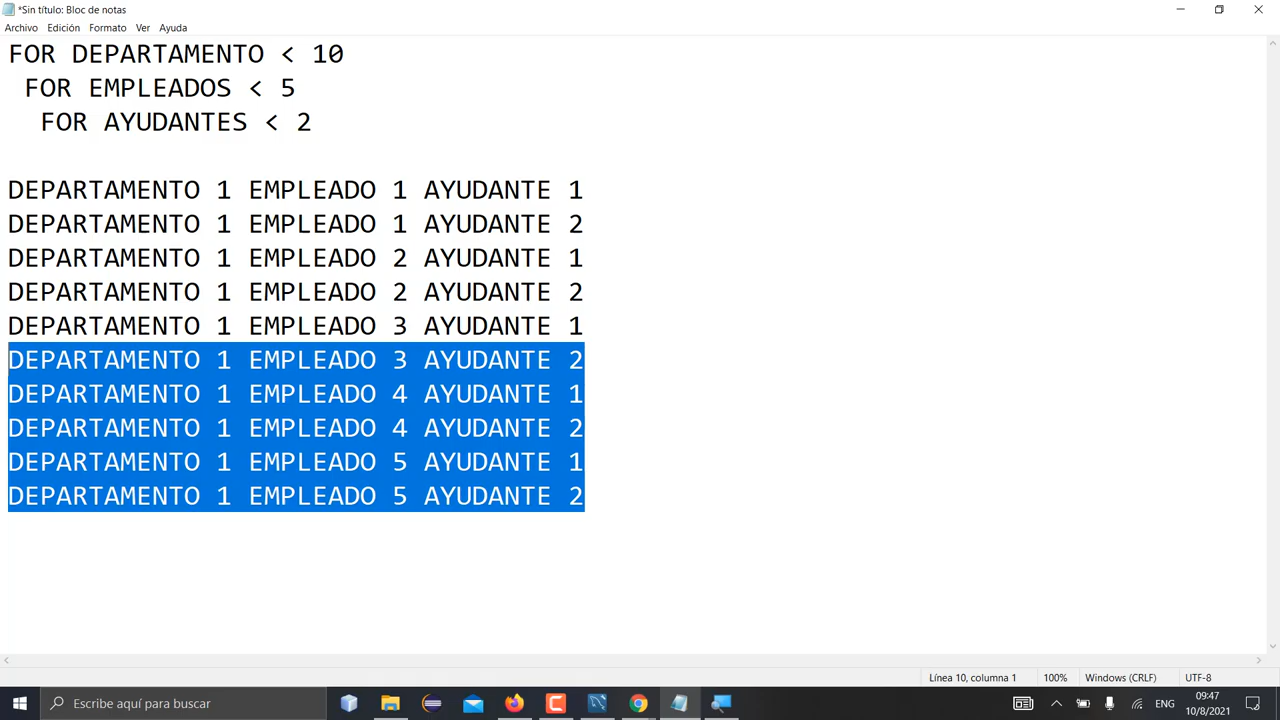 *Sin título: Bloc de notas
Archivo Edición Formato Ver Ayuda
FOR DEPARTAMENTO < 10
FOR EMPLEADOS < 5
FOR AYUDANTES < 2
DEPARTAMENTO 1 EMPLEADO 1 AYUDANTE 1
DEPARTAMENTO 1 EMPLEADO 1 AYUDANTE 2
DEPARTAMENTO 1 EMPLEADO 2 AYUDANTE 1
DEPARTAMENTO 1 EMPLEADO 2 AYUDANTE 2
DEPARTAMENTO 1 EMPLEADO 3 AYUDANTE 1
DEPARTAMENTO 1 EMPLEADO 3 AYUDANTE 2
DEPARTAMENTO 1 EMPLEADO 4 AYUDANTE 1
DEPARTAMENTO 1 EMPLEADO 4 AYUDANTE 2
DEPARTAMENTO 1 EMPLEADO 5 AYUDANTE 1
DEPARTAMENTO 1 EMPLEADO 5 AYUDANTE 2
Línea 10, columna 1 100% Windows (CRLF) UTF-8
Escribe aquí para buscar
ENG
09:47
10/8/2021